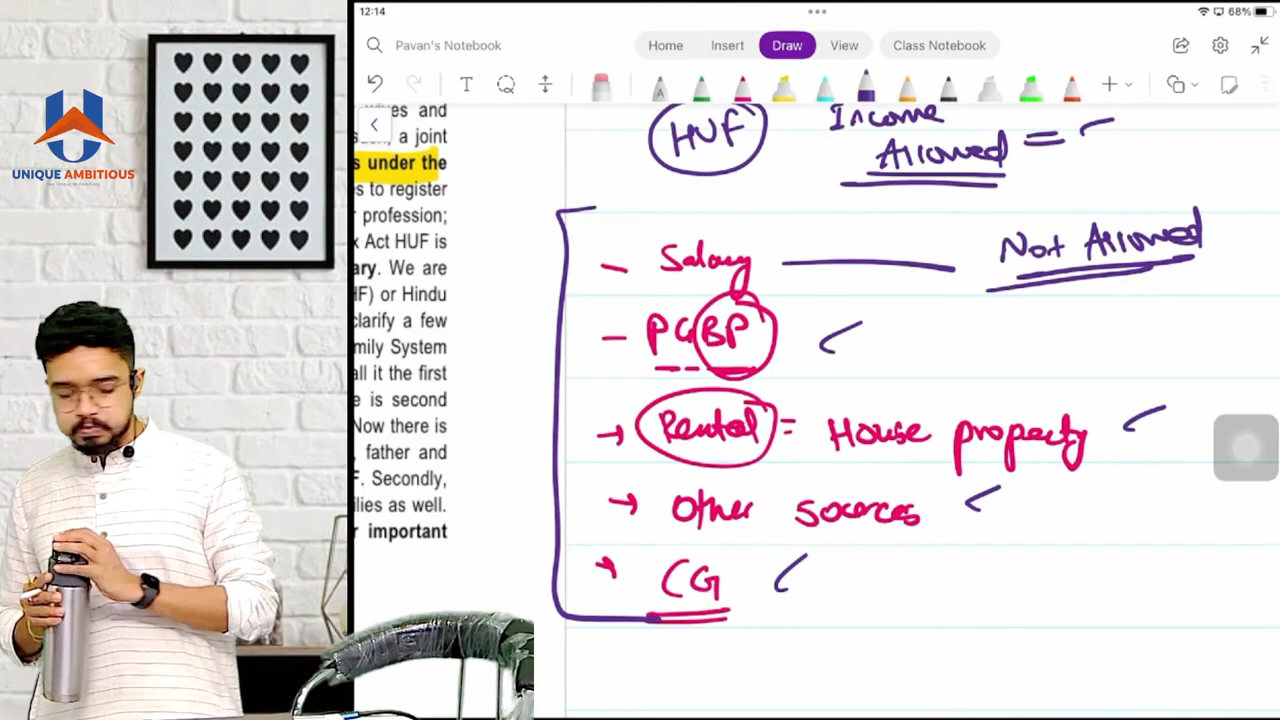 12:14
68%
Pavan's Notebook
Home Insert Draw View Class Notebook
UNIQUE AMBITIOUS
and
a joint
s under the
es to register
profession;
x Act HUF is
ary. We are
HF) or Hindu
clarify a few
mily System
all it the first
e is second
Now there is
, father and
F. Secondly,
ilies as well.
r important
HUF Income
Allowed =
- Salary Not Allowed
- PGBP
→ Rental = House property
→ Other sources
→ CG